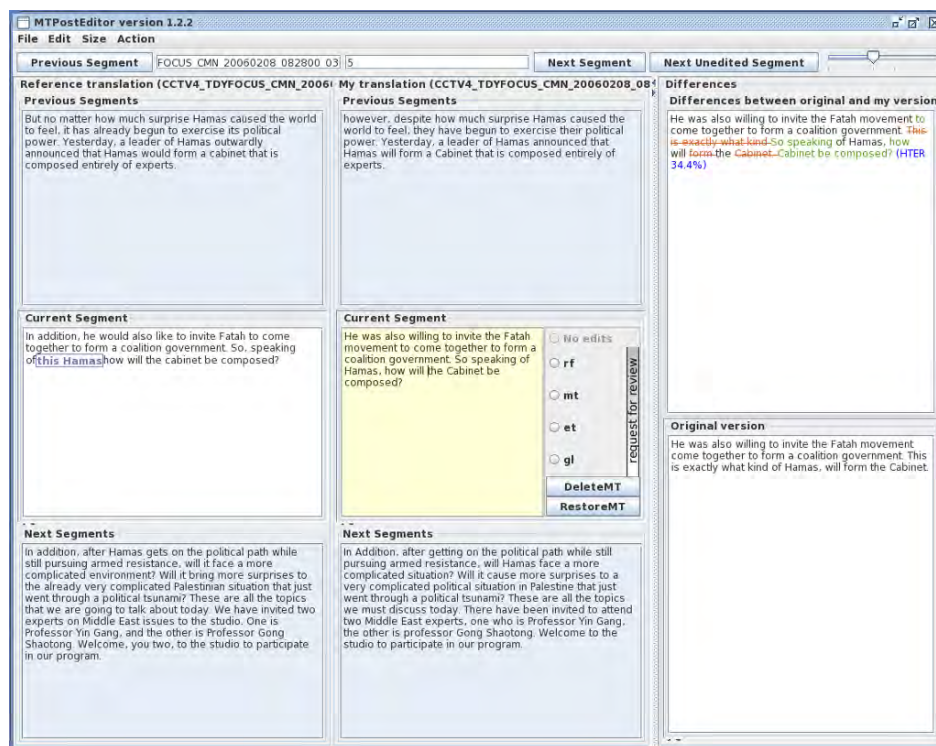 MTPostEditor version 1.2.2
File Edit Size Action
Previous Segment FOCUS_CMN_20060208_082800_03 5 Next Segment Next Unedited Segment
Reference translation (CCTV4_TDYFOCUS_CMN_2006
Previous Segments
But no matter how much surprise Hamas caused the world
to feel, it has already begun to exercise its political
power. Yesterday, a leader of Hamas outwardly
announced that Hamas would form a cabinet that is
composed entirely of experts.
Current Segment
In addition, he would also like to invite Fatah to come
together to form a coalition government. So, speaking
of this Hamas how will the cabinet be composed?
Next Segments
In addition, after Hamas gets on the political path while
still pursuing armed resistance, will it face a more
complicated environment? Will it bring more surprises to
the already very complicated Palestinian situation that just
went through a political tsunami? These are all the topics
that we are going to talk about today. We have invited two
experts on Middle East issues to the studio. One is
Professor Yin Gang, and the other is Professor Gong
Shaotong. Welcome, you two, to the studio to participate
in our program.
My translation (CCTV4_TDYFOCUS_CMN_20060208_08
Previous Segments
however, despite how much surprise Hamas caused the
world to feel, they have begun to exercise their political
power. Yesterday, a leader of Hamas announced that
Hamas will form a Cabinet that is composed entirely of
experts.
Current Segment
He was also willing to invite the Fatah
movement to come together to form a
coalition government. So speaking of
Hamas, how will the Cabinet be
composed?
No edits
rf
mt
et
gl
request for review
DeleteMT
RestoreMT
Next Segments
In Addition, after getting on the political path while still
pursuing armed resistance, will Hamas face a more
complicated situation? Will it cause more surprises to a
very complicated political situation in Palestine that just
went through a political tsunami? These are all the topics
we must discuss today. There have been invited to attend
two Middle East experts, one who is Professor Yin Gang,
the other is professor Gong Shaotong. Welcome to the
studio to participate in our program.
Differences
Differences between original and my version
He was also willing to invite the Fatah movement to
come together to form a coalition government. This
is exactly what kind So speaking of Hamas, how
will form the Cabinet. Cabinet be composed? (HTER
34.4%)
Original version
He was also willing to invite the Fatah movement
come together to form a coalition government. This
is exactly what kind of Hamas, will form the Cabinet.